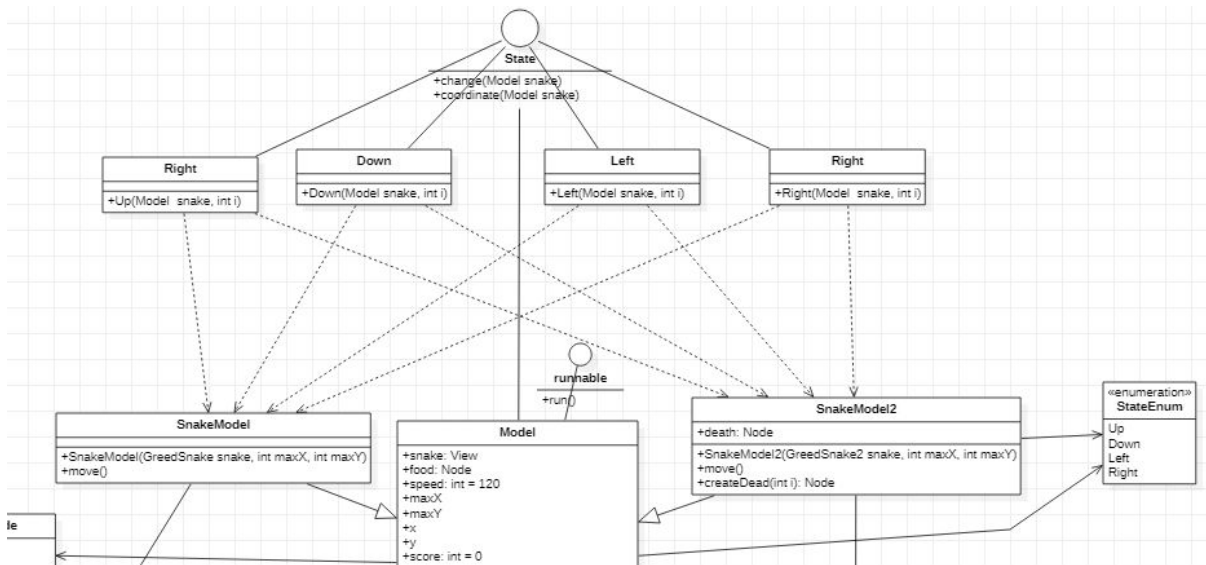 State
+change(Model snake)
+coordinate(Model snake)
Right
+Up(Model snake, int i)
Down
+Down(Model snake, int i)
Left
+Left(Model snake, int i)
Right
+Right(Model snake, int i)
runnable
+run()
SnakeModel
+SnakeModel(GreedSnake snake, int maxX, int maxY)
+move()
Model
+snake: View
+food: Node
+speed: int = 120
+maxX
+maxY
+x
+y
+score: int = 0
SnakeModel2
+death: Node
+SnakeModel2(GreedSnake2 snake, int maxX, int maxY)
+move()
+createDead(int i): Node
«enumeration»
StateEnum
Up
Down
Left
Right
de